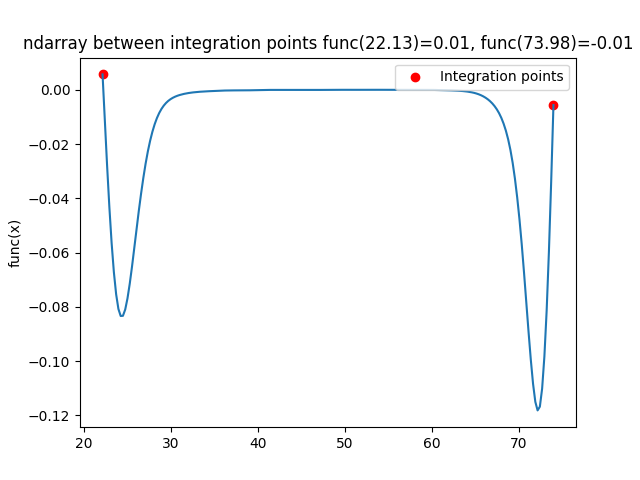 ndarray between integration points func(22.13)=0.01, func(73.98)=-0.01
Integration points
func(x)
0.00
−0.02
−0.04
−0.06
−0.08
−0.10
−0.12
20 30 40 50 60 70